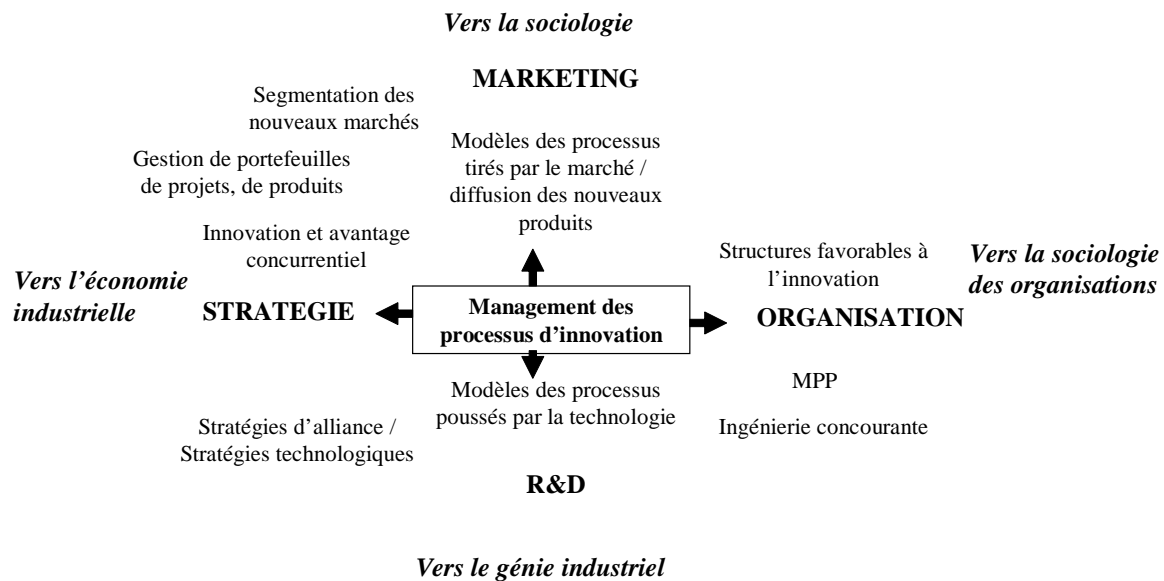 Vers la sociologie
MARKETING
Segmentation des
nouveaux marchés
Modèles des processus
tirés par le marché /
diffusion des nouveaux
produits
Gestion de portefeuilles
de projets, de produits
Innovation et avantage
concurrentiel
Structures favorables à
l’innovation
Vers la sociologie
des organisations
Vers l’économie
industrielle
STRATEGIE
Management des
processus d’innovation
ORGANISATION
MPP
Modèles des processus
poussés par la technologie
Stratégies d’alliance /
Stratégies technologiques
Ingénierie concourante
R&D
Vers le génie industriel